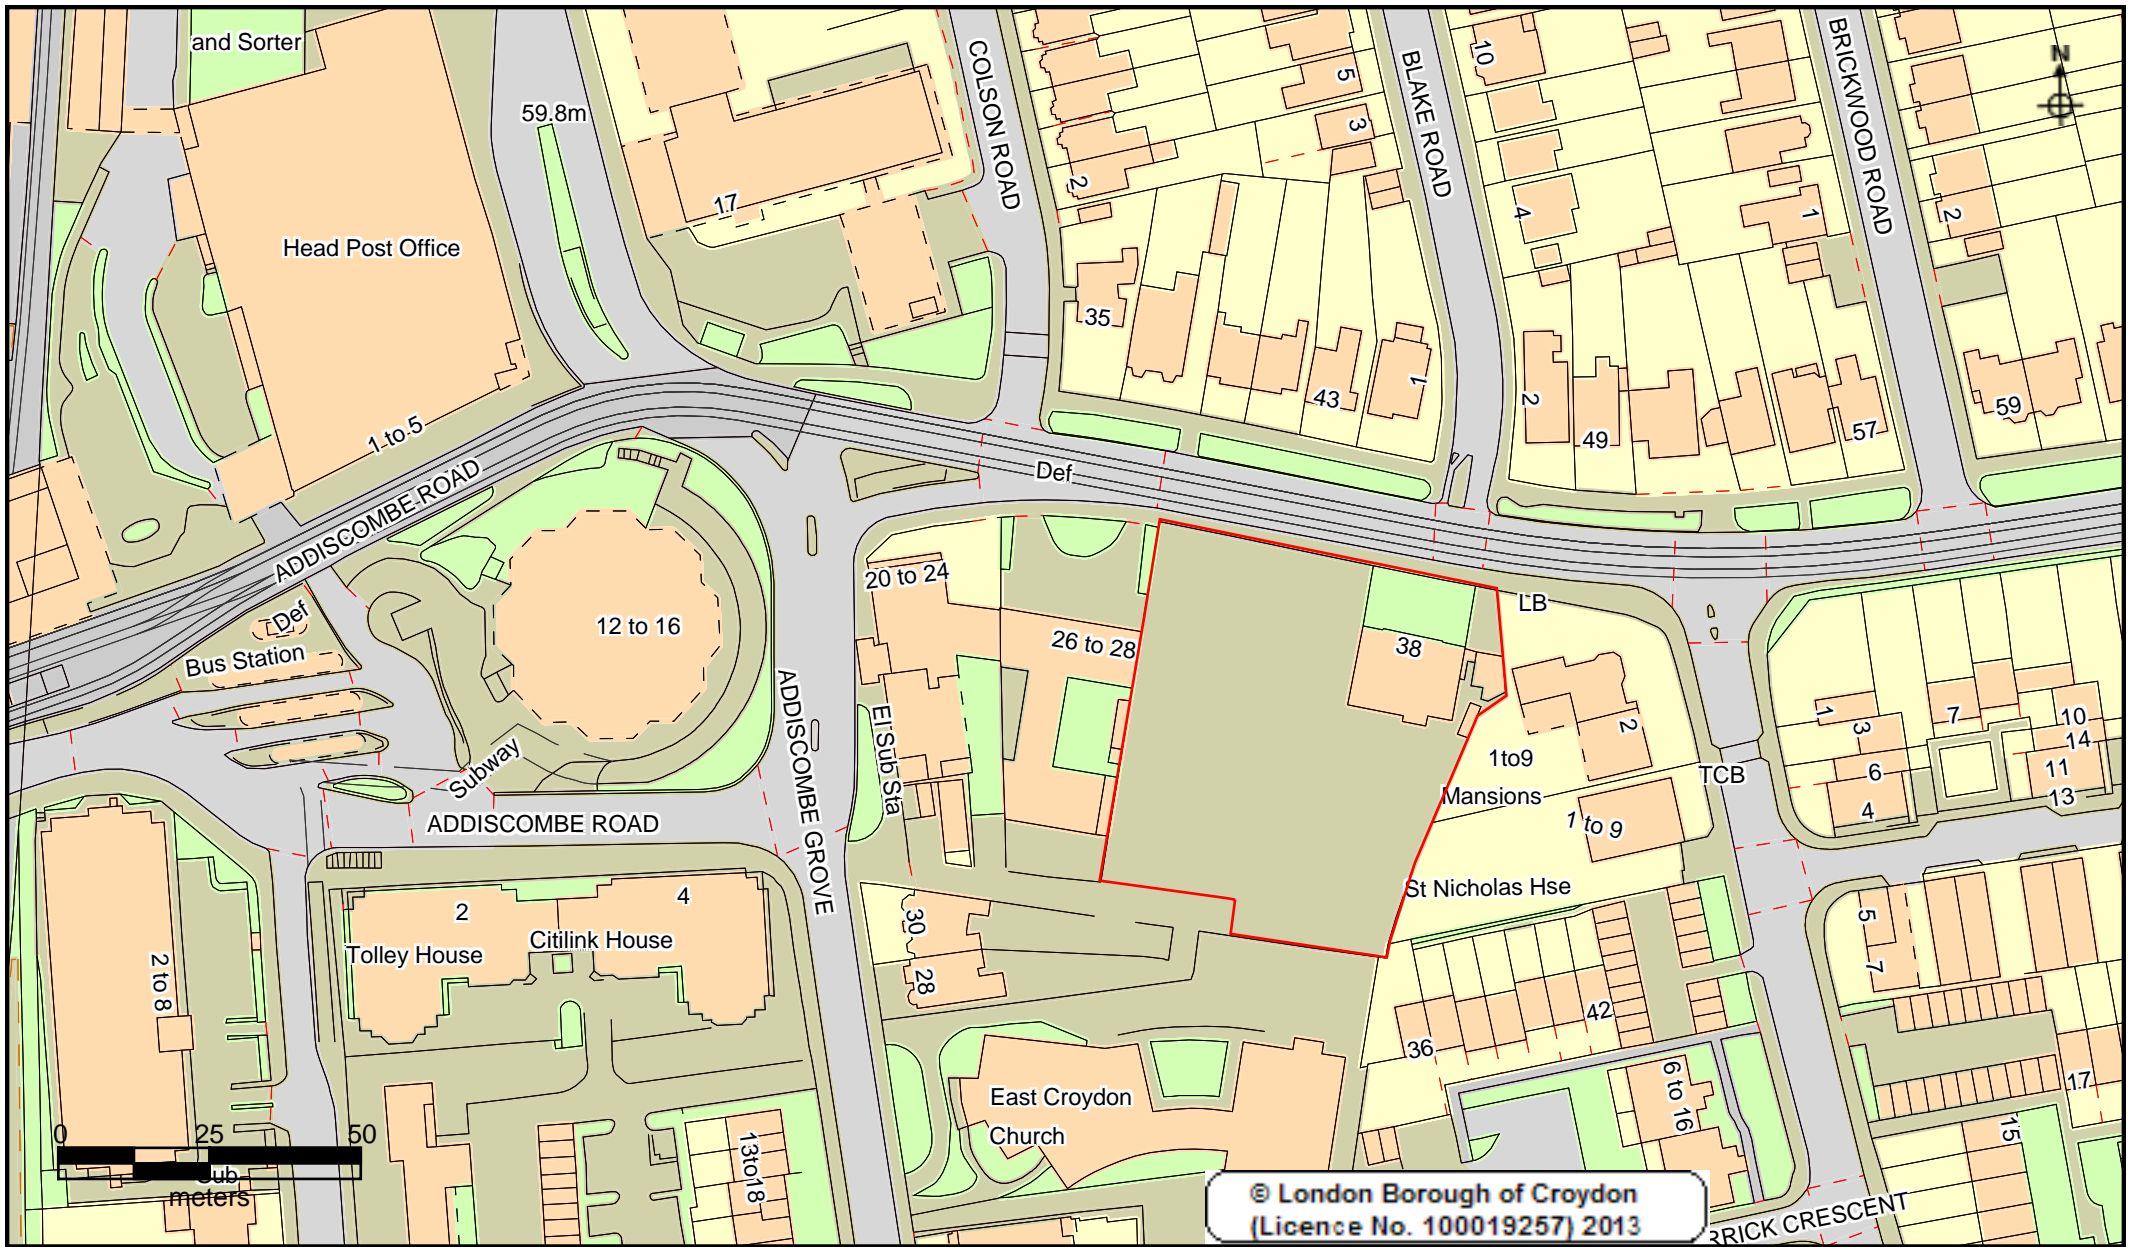 and Sorter
59.8m
COLSON ROAD
BLAKE ROAD
BRICKWOOD ROAD
N
10
5
3
2
4
1
2
17
Head Post Office
35
43
1
2
49
57
59
1 to 5
ADDISCOMBE ROAD
Def
Def
Bus Station
12 to 16
20 to 24
26 to 28
38
LB
2
1to9
Mansions
1 to 9
TCB
1
3
7
10
14
6
11
4
13
Subway
ADDISCOMBE ROAD
ADDISCOMBE GROVE
El Sub Sta
St Nicholas Hse
2
4
Tolley House
Citilink House
2 to 8
30
28
5
7
42
36
East Croydon
Church
6 to 16
17
15
13to18
0
25
50
Sub
meters
© London Borough of Croydon
(Licence No. 100019257) 2013
RRICK CRESCENT